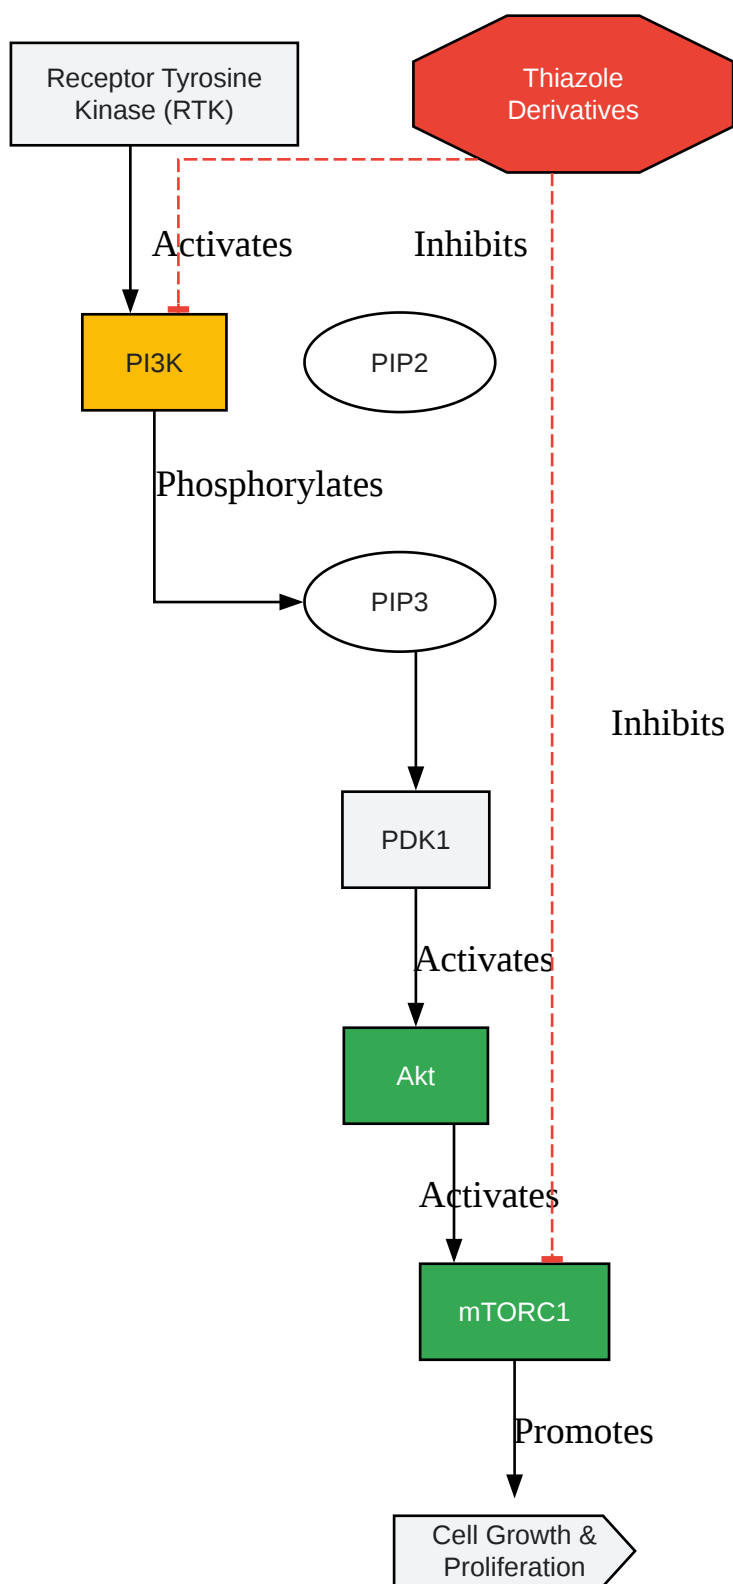 Receptor Tyrosine
Kinase (RTK)
Thiazole
Derivatives
Activates
Inhibits
PI3K
PIP2
Phosphorylates
PIP3
Inhibits
PDK1
Activates
Akt
Activates
mTORC1
Promotes
Cell Growth &
Proliferation